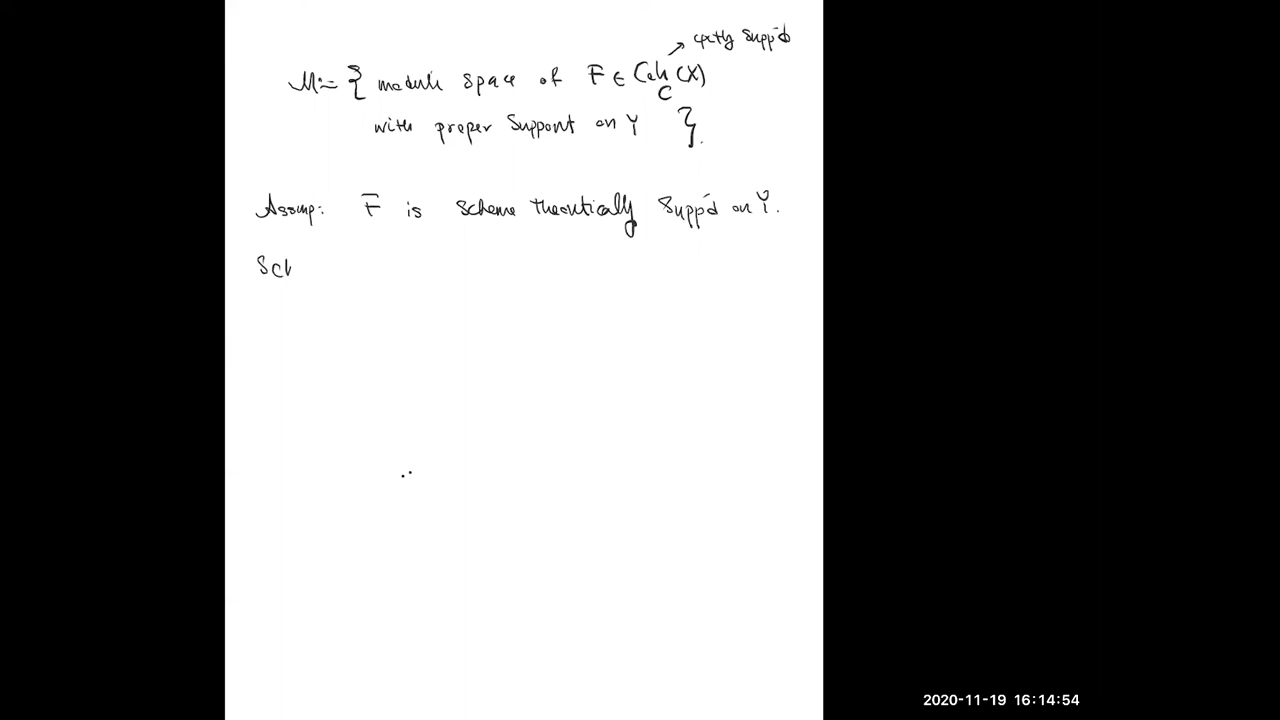 cptly Supp'd
M := { moduli space of F ∈ Coh_C (X)
with proper Support on Y }.
Assump: F is Scheme theoretically Supp'd on Y.
Sch
2020-11-19 16:14:54